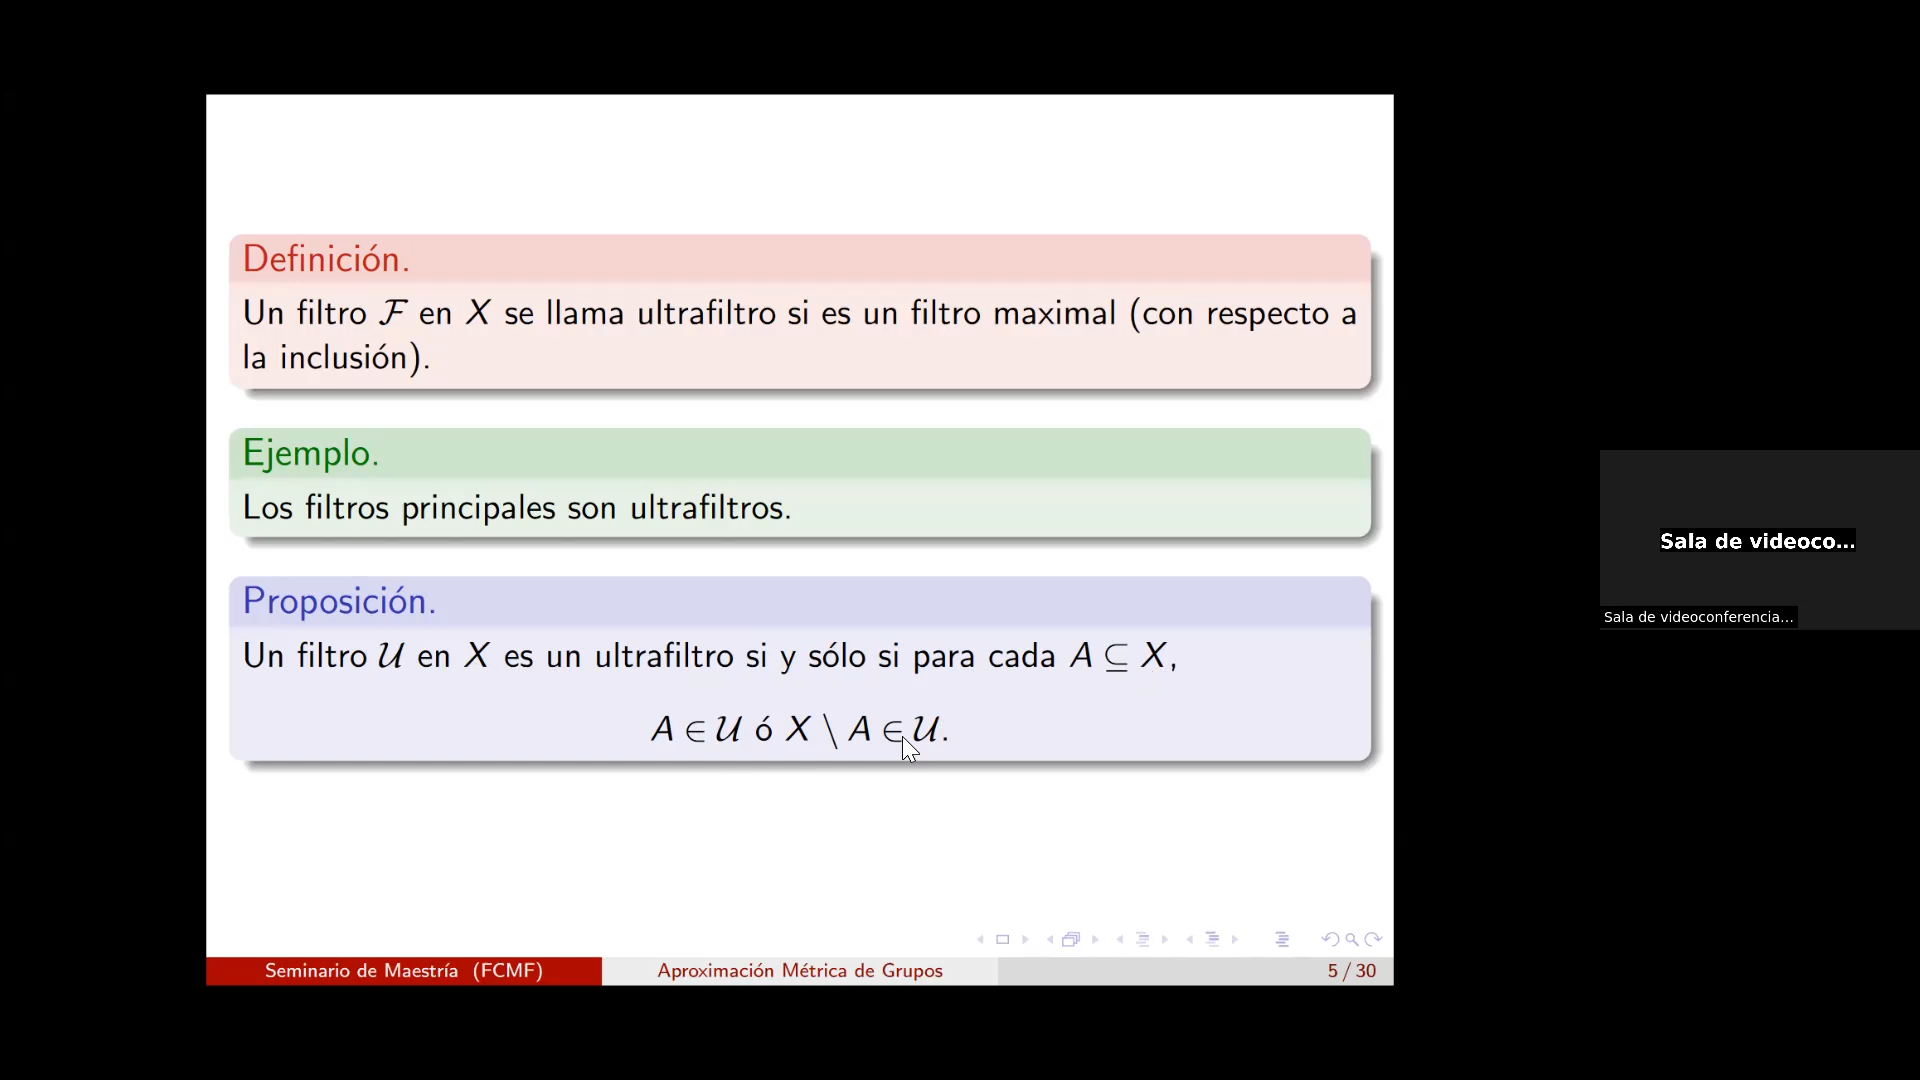 Definición.
Un filtro ℱ en X se llama ultrafiltro si es un filtro maximal (con respecto a
la inclusión).
Ejemplo.
Los filtros principales son ultrafiltros.
Proposición.
Un filtro 𝒰 en X es un ultrafiltro si y sólo si para cada A ⊆ X,
A ∈ 𝒰 ó X \ A ∈ 𝒰.
Sala de videoco...
Sala de videoconferencia...
Seminario de Maestría (FCMF)
Aproximación Métrica de Grupos
5 / 30